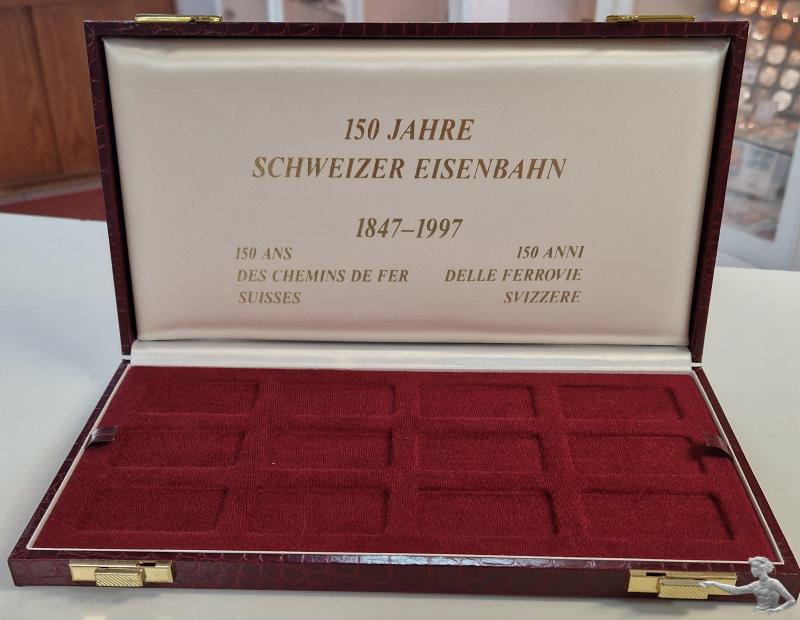 150 JAHRE
SCHWEIZER EISENBAHN
1847–1997
150 ANS
DES CHEMINS DE FER
SUISSES
150 ANNI
DELLE FERROVIE
SVIZZERE